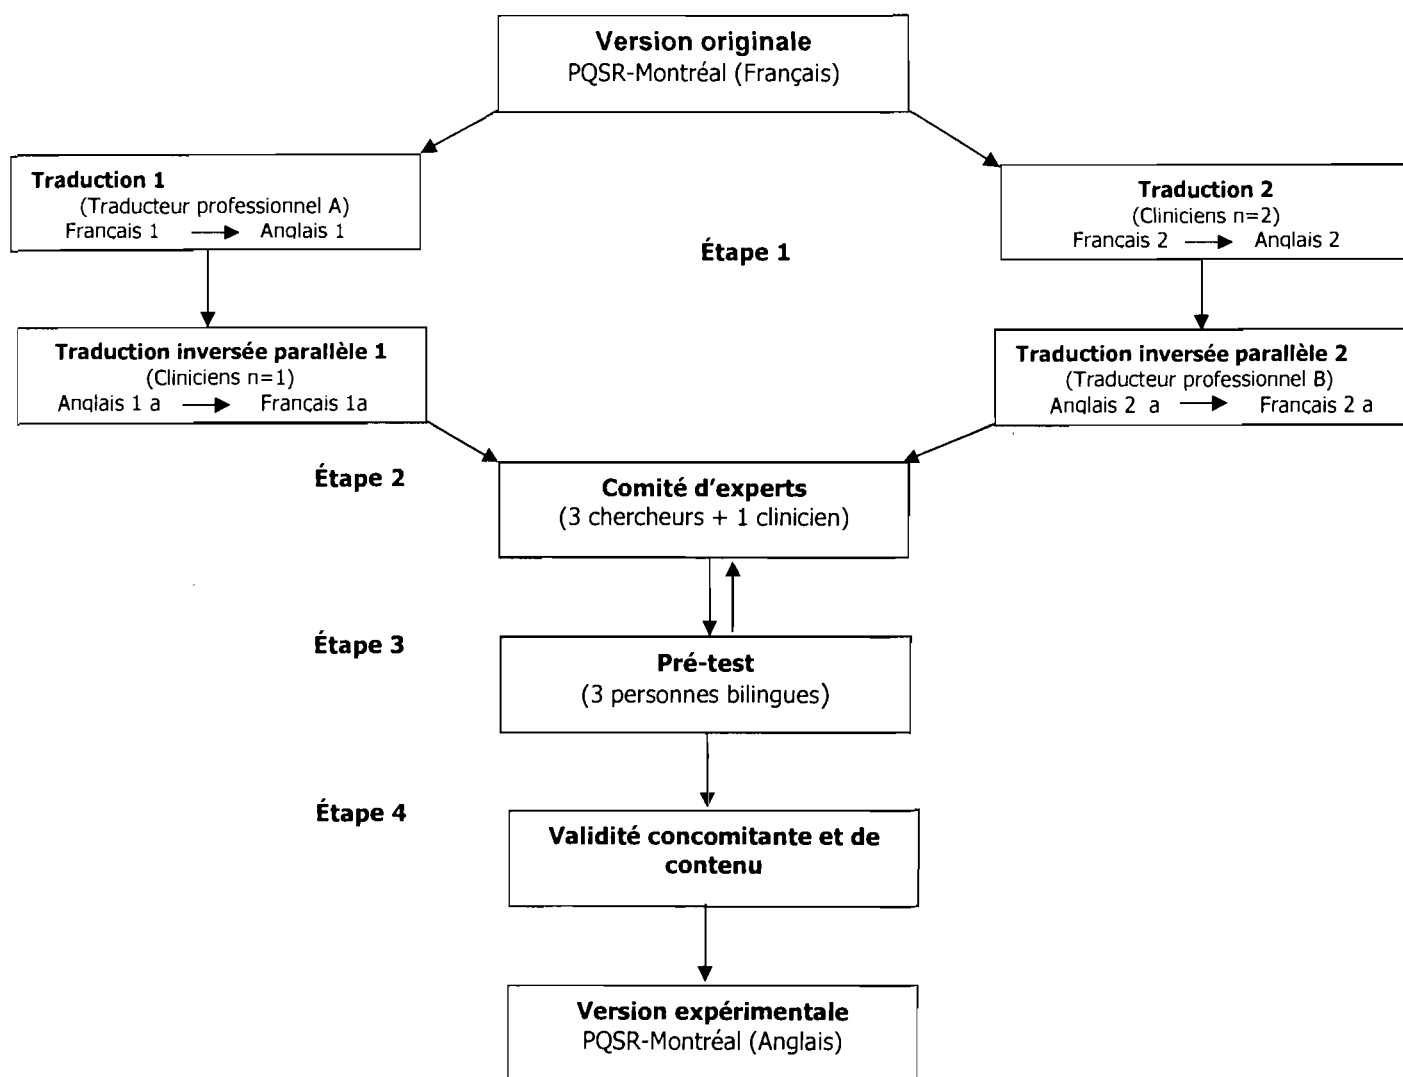 Version originale
PQSR-Montréal (Français)
Traduction 1
(Traducteur professionnel A)
Français 1 → Anglais 1
Traduction 2
(Cliniciens n=2)
Français 2 → Anglais 2
Étape 1
Traduction inversée parallèle 1
(Cliniciens n=1)
Anglais 1 a → Français 1a
Traduction inversée parallèle 2
(Traducteur professionnel B)
Anglais 2 a → Français 2 a
Étape 2
Comité d'experts
(3 chercheurs + 1 clinicien)
Étape 3
Pré-test
(3 personnes bilingues)
Étape 4
Validité concomitante et de
contenu
Version expérimentale
PQSR-Montréal (Anglais)